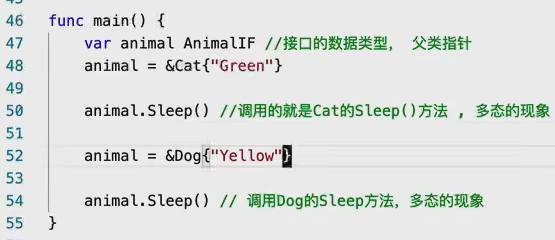 46 func main() {
47 var animal AnimalIF //接口的数据类型, 父类指针
48 animal = &Cat{"Green"}
49
50 animal.Sleep() //调用的就是Cat的Sleep()方法 , 多态的现象
51
52 animal = &Dog{"Yellow"}
53
54 animal.Sleep() // 调用Dog的Sleep方法, 多态的现象
55 }